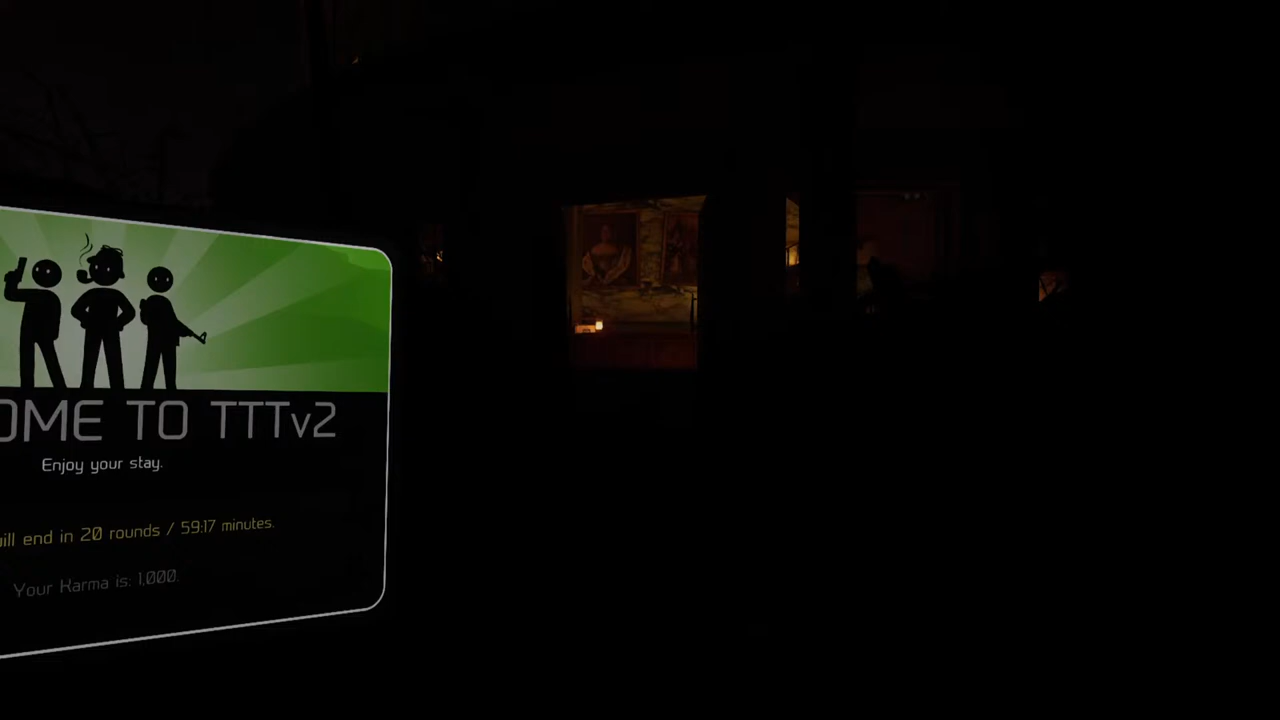 OME TO TTTv2
Enjoy your stay.
ill end in 20 rounds / 59:17 minutes.
Your Karma is: 1,000.